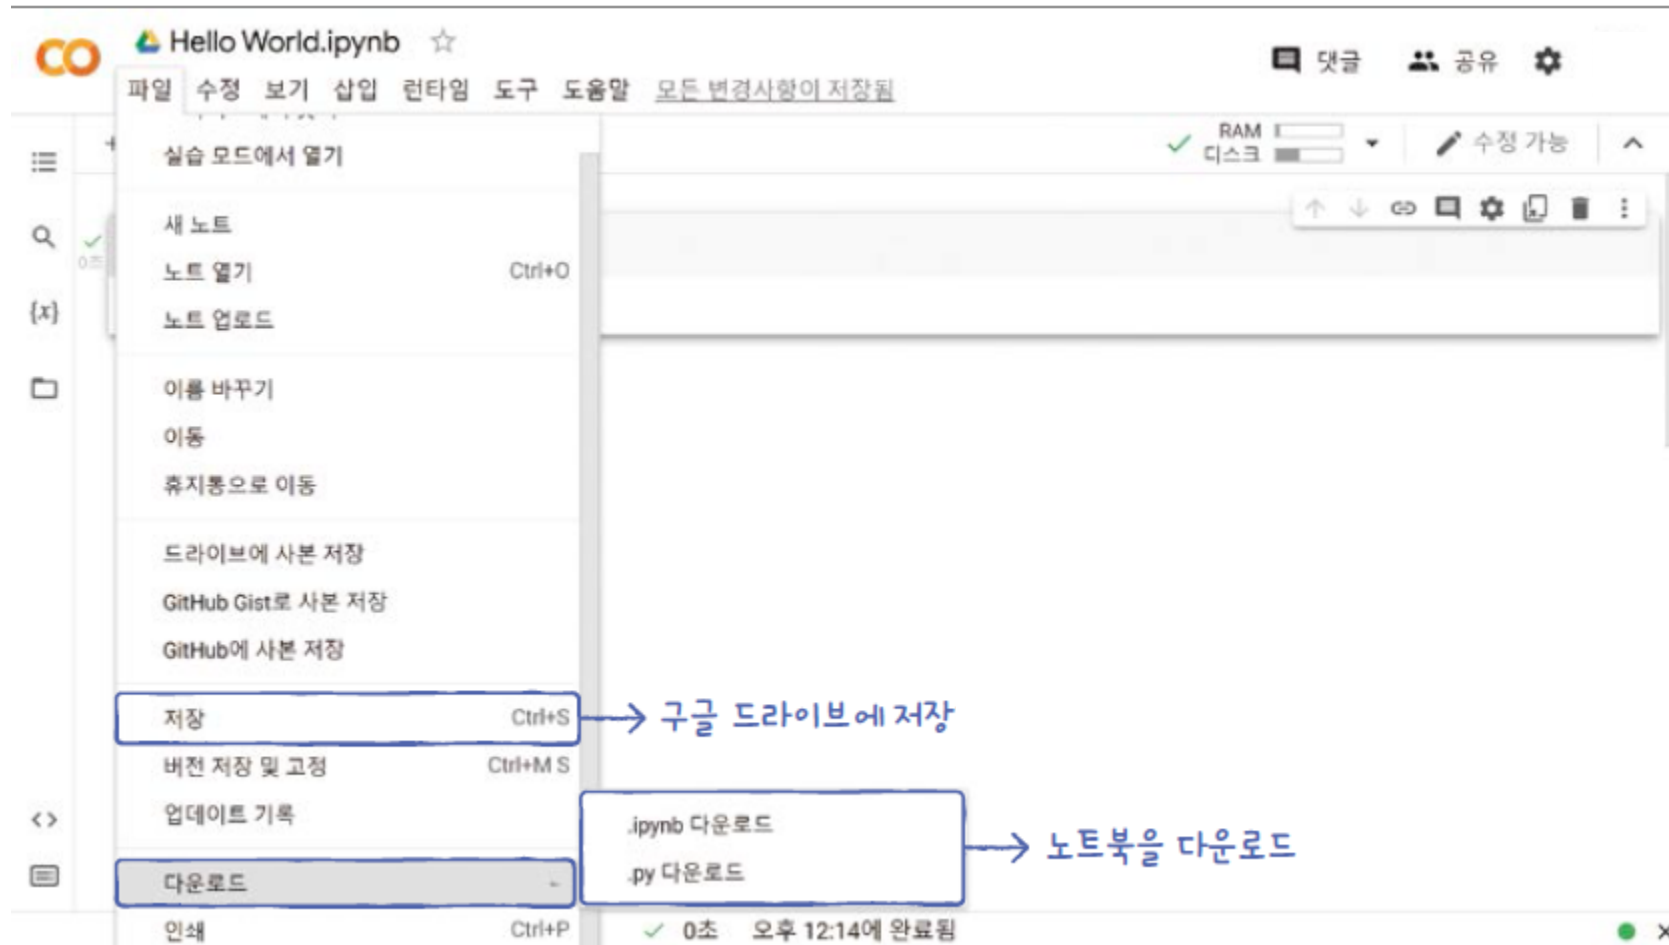 Hello World.ipynb
댓글 공유
파일 수정 보기 삽입 런타임 도구 도움말 모든 변경사항이 저장됨
RAM
디스크
수정 가능
실습 모드에서 열기
새 노트
노트 열기 Ctrl+O
노트 업로드
이름 바꾸기
이동
휴지통으로 이동
드라이브에 사본 저장
GitHub Gist로 사본 저장
GitHub에 사본 저장
저장 Ctrl+S 구글 드라이브에 저장
버전 저장 및 고정 Ctrl+M S
업데이트 기록
.ipynb 다운로드
노트북을 다운로드
.py 다운로드
다운로드
인쇄 Ctrl+P
0초 오후 12:14에 완료됨